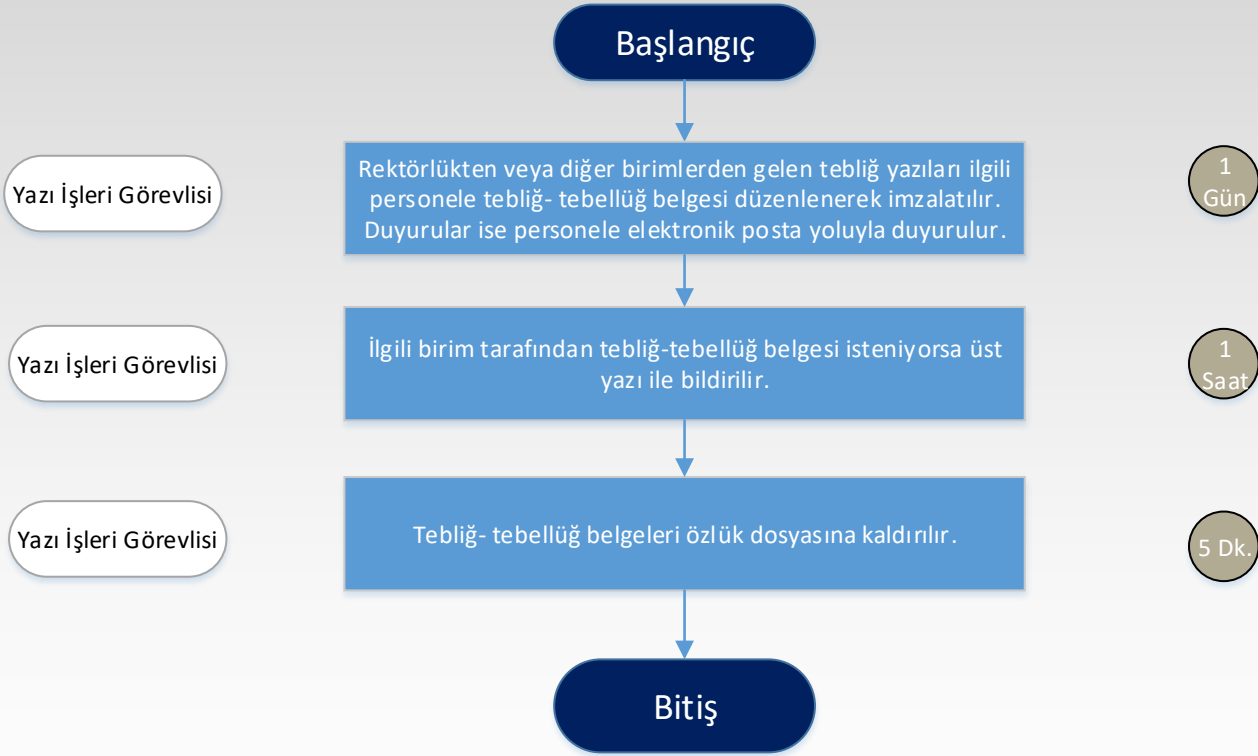 Başlangıç
Yazı İşleri Görevlisi
Rektörlükten veya diğer birimlerden gelen tebliğ yazıları ilgili
personele tebliğ- tebellüğ belgesi düzenlenerek imzalatılır.
Duyurular ise personele elektronik posta yoluyla duyurulur.
1
Gün
Yazı İşleri Görevlisi
İlgili birim tarafından tebliğ-tebellüğ belgesi isteniyorsa üst
yazı ile bildirilir.
1
Saat
Yazı İşleri Görevlisi
Tebliğ- tebellüğ belgeleri özlük dosyasına kaldırılır.
5 Dk.
Bitiş